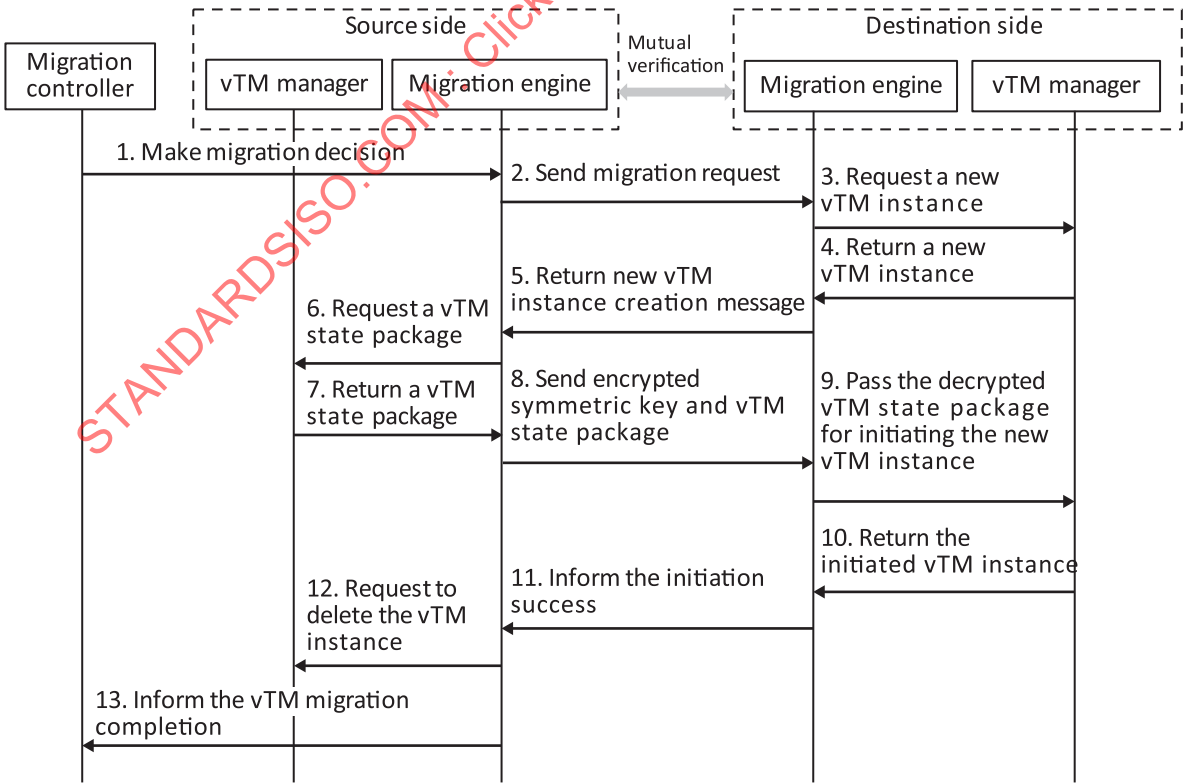 Source side
Destination side
Migration
controller
vTM manager
Migration engine
Mutual
verification
Migration engine
vTM manager
1. Make migration decision
2. Send migration request
3. Request a new
vTM instance
4. Return a new
vTM instance
5. Return new vTM
instance creation message
6. Request a vTM
state package
7. Return a vTM
state package
8. Send encrypted
symmetric key and vTM
state package
9. Pass the decrypted
vTM state package
for initiating the new
vTM instance
10. Return the
initiated vTM instance
11. Inform the initiation
success
12. Request to
delete the vTM
instance
13. Inform the vTM migration
completion
STANDARDSISO.COM : Click